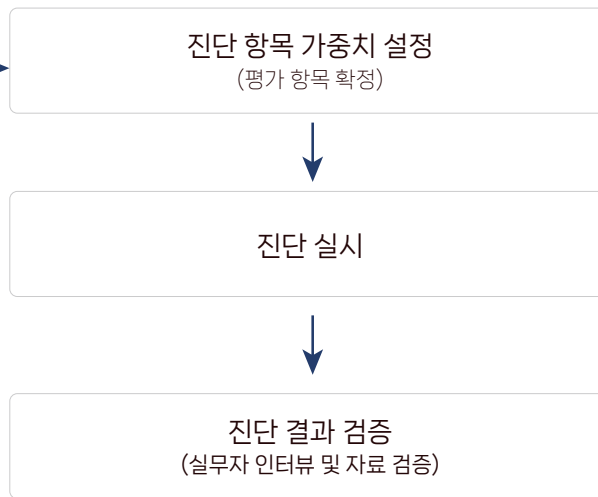 진단 항목 가중치 설정
(평가 항목 확정)
진단 실시
진단 결과 검증
(실무자 인터뷰 및 자료 검증)